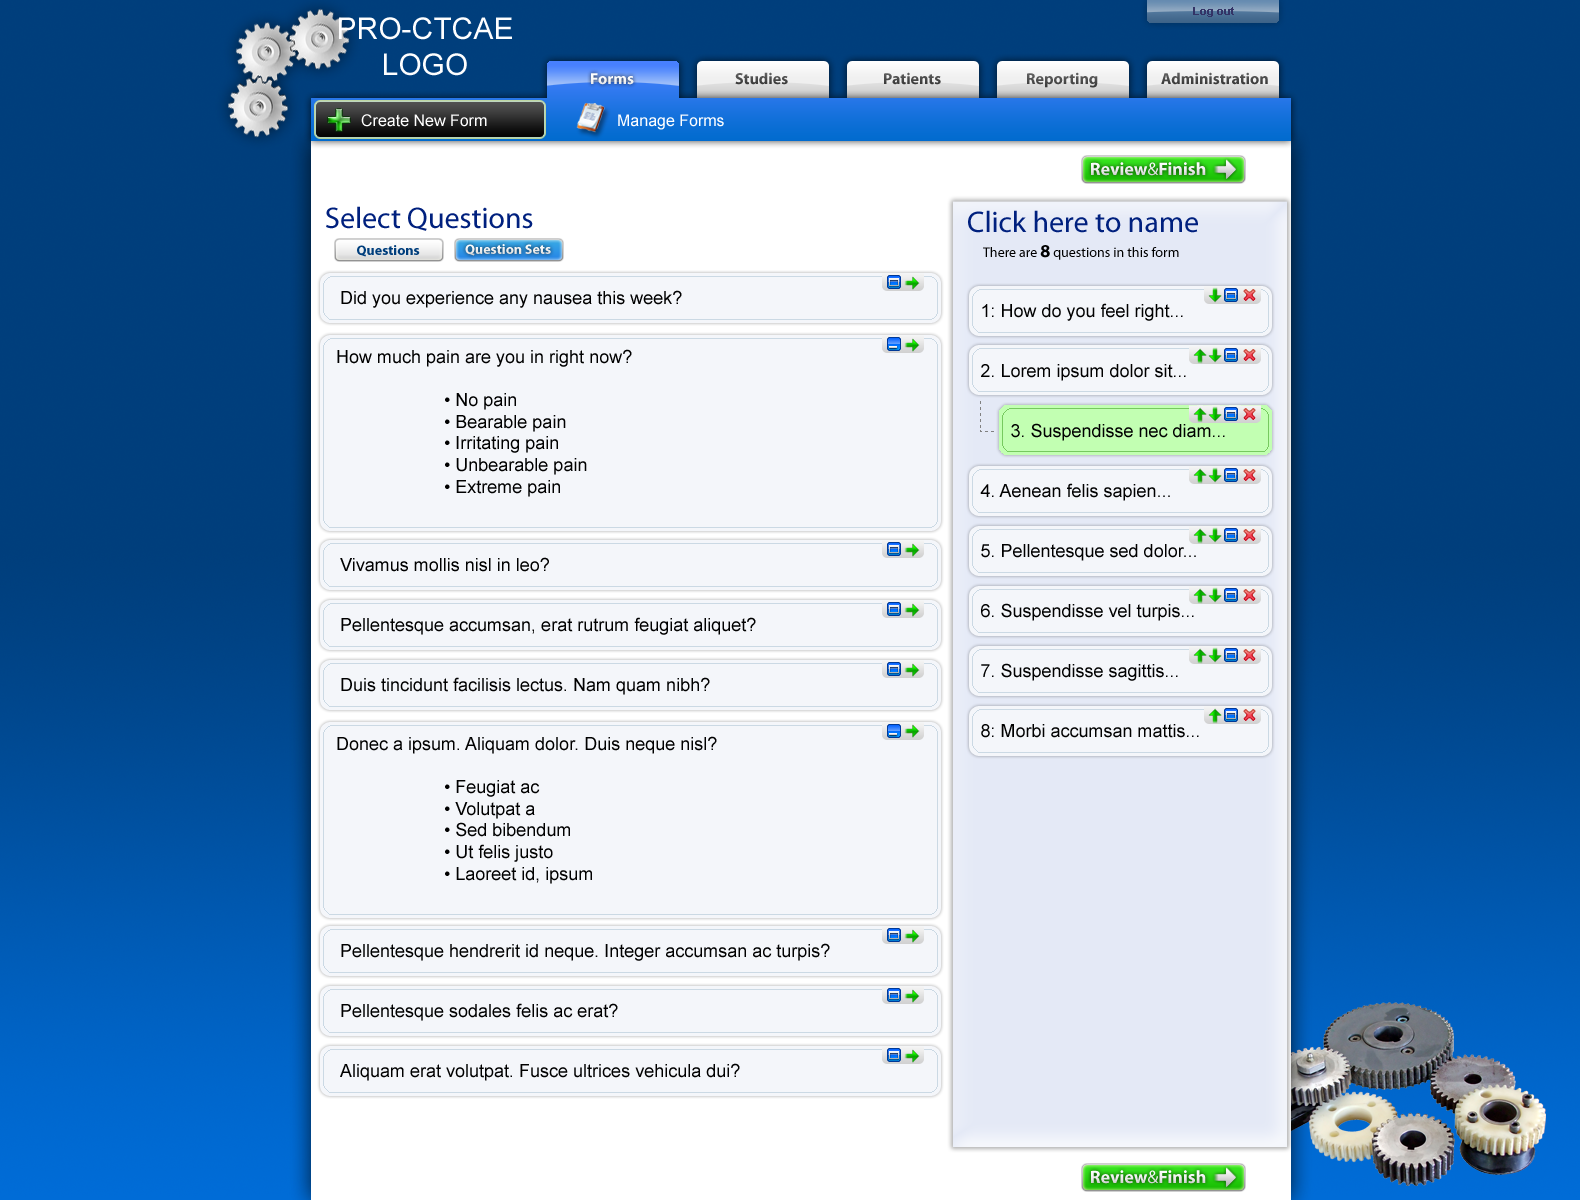 PRO-CTCAE
LOGO
Log out
Forms
Studies
Patients
Reporting
Administration
Create New Form
Manage Forms
Review&Finish
Select Questions
Questions
Question Sets
Did you experience any nausea this week?
How much pain are you in right now?
• No pain
• Bearable pain
• Irritating pain
• Unbearable pain
• Extreme pain
Vivamus mollis nisl in leo?
Pellentesque accumsan, erat rutrum feugiat aliquet?
Duis tincidunt facilisis lectus. Nam quam nibh?
Donec a ipsum. Aliquam dolor. Duis neque nisl?
• Feugiat ac
• Volutpat a
• Sed bibendum
• Ut felis justo
• Laoreet id, ipsum
Pellentesque hendrerit id neque. Integer accumsan ac turpis?
Pellentesque sodales felis ac erat?
Aliquam erat volutpat. Fusce ultrices vehicula dui?
Click here to name
There are 8 questions in this form
1: How do you feel right...
2. Lorem ipsum dolor sit...
3. Suspendisse nec diam...
4. Aenean felis sapien...
5. Pellentesque sed dolor...
6. Suspendisse vel turpis...
7. Suspendisse sagittis...
8: Morbi accumsan mattis...
Review&Finish